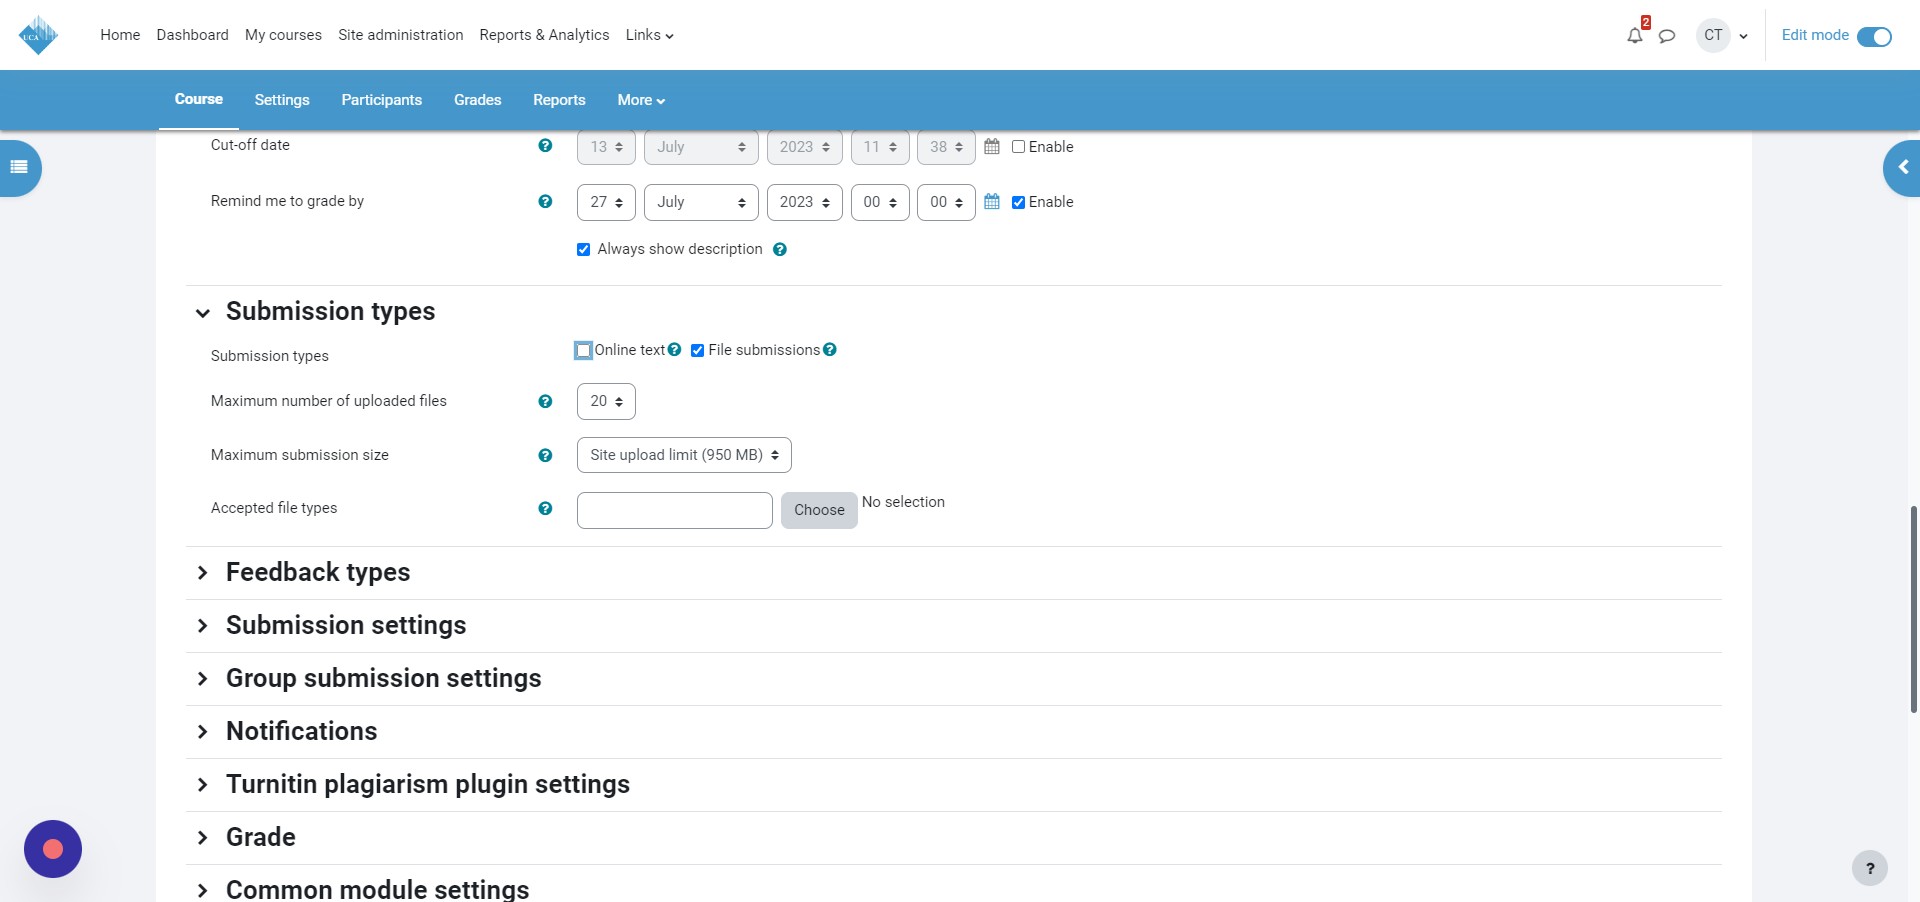 UCA
Home Dashboard My courses Site administration Reports & Analytics Links
2
CT
Edit mode
Course Settings Participants Grades Reports More
Cut-off date ? 13 July 2023 11 38 Enable
Remind me to grade by ? 27 July 2023 00 00 Enable
Always show description ?
Submission types
Submission types Online text ? File submissions ?
Maximum number of uploaded files ? 20
Maximum submission size ? Site upload limit (950 MB)
Accepted file types ? Choose No selection
Feedback types
Submission settings
Group submission settings
Notifications
Turnitin plagiarism plugin settings
Grade
?
Common module settings